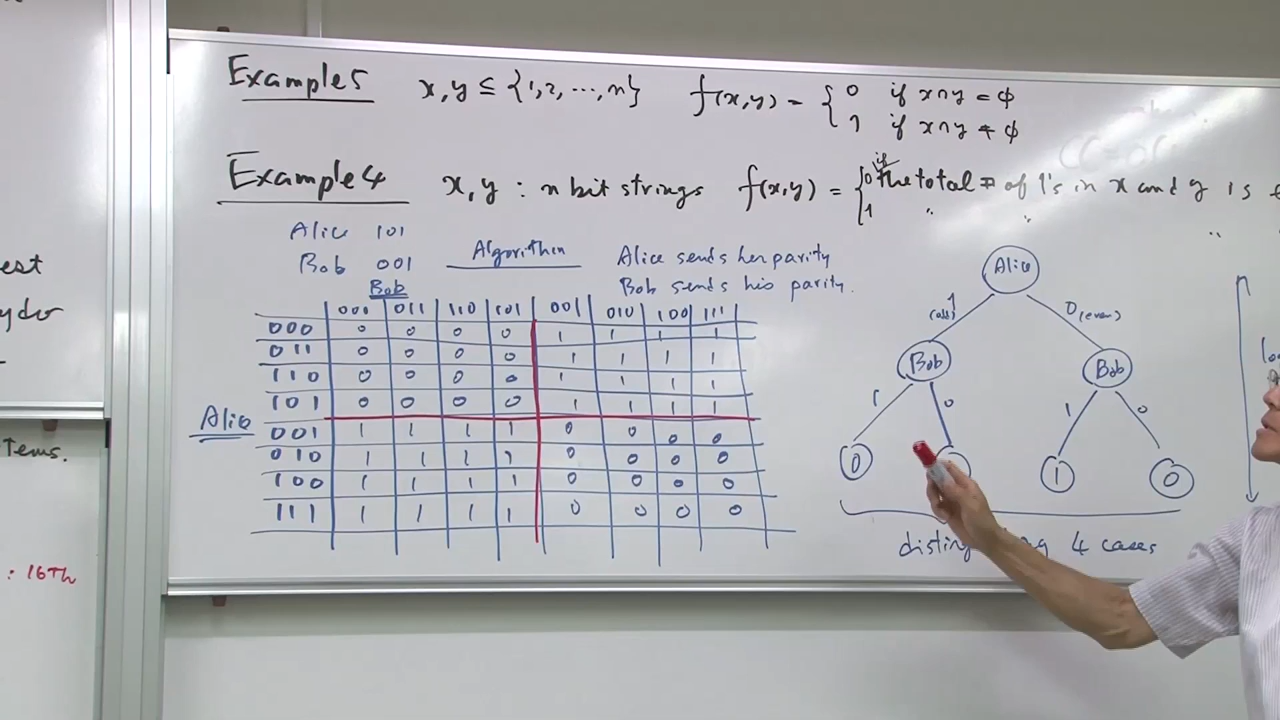 Example 5 x, y ⊆ {1, 2, ..., n} f(x,y) = { 0 if x∩y = ϕ
1 if x∩y ≠ ϕ
Example 4 x, y : n bit strings f(x,y) = { 0 if the total # of 1's in x and y is
1 " " "
Alice 101
Bob 001
Algorithm
Alice sends her parity
Bob sends his parity.
Bob
000 011 110 101 001 010 100 111
000 0 0 0 0 1 1 1 1
011 0 0 0 0 1 1 1 1
110 0 0 0 0 1 1 1 1
101 0 0 0 0 1 1 1 1
Alice
001 1 1 1 1 0 0 0 0
010 1 1 1 1 0 0 0 0
100 1 1 1 1 0 0 0 0
111 1 1 1 1 0 0 0 0
Alice
1 (odd) 0 (even)
Bob Bob
1 0 1 0
0 1 0
4 cases
est
yder
Tems.
: 16th